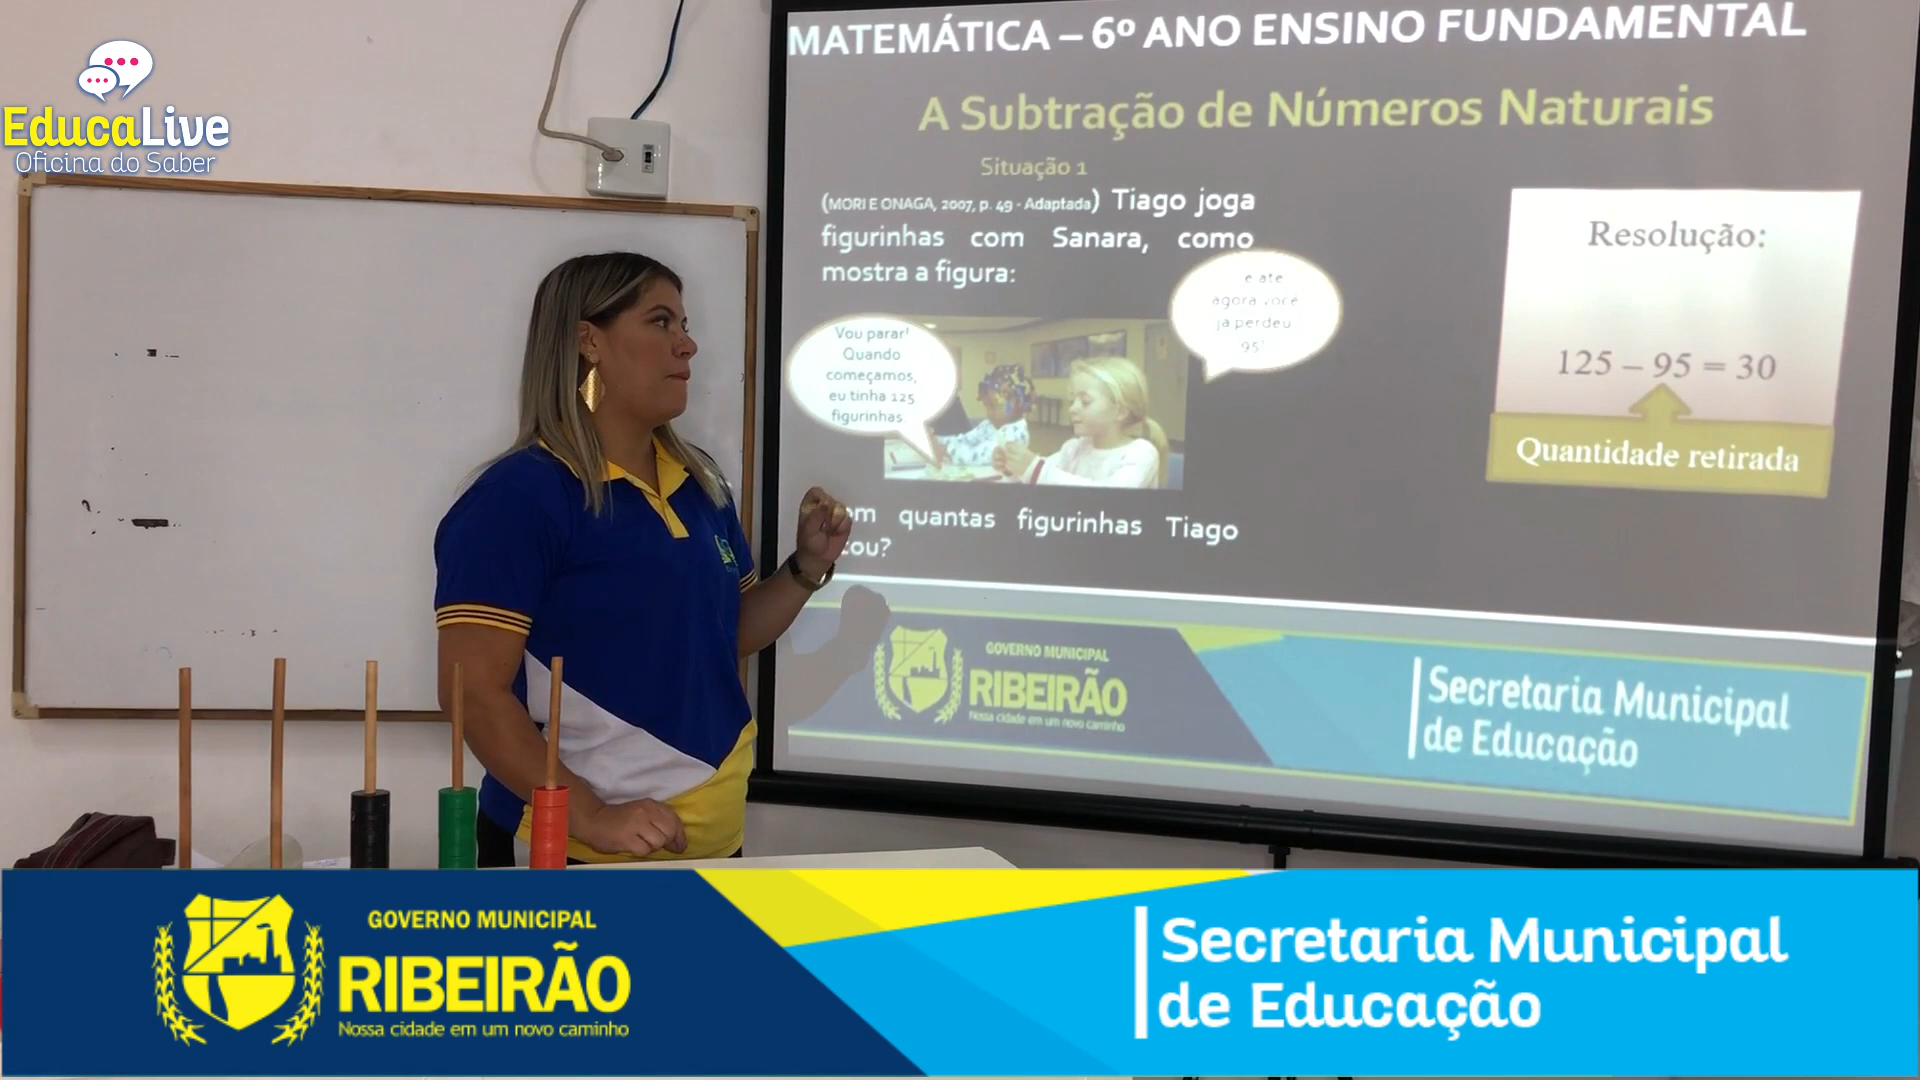 EducaLive
Oficina do Saber
MATEMÁTICA – 6º ANO ENSINO FUNDAMENTAL
A Subtração de Números Naturais
Situação 1
(MORI E ONAGA, 2007, p. 49 - Adaptada) Tiago joga
figurinhas com Sanara, como
mostra a figura:
Vou parar!
Quando
começamos,
eu tinha 125
figurinhas
e ate
agora você
ja perdeu
95!
quantas figurinhas Tiago
Resolução:
125 – 95 = 30
Quantidade retirada
GOVERNO MUNICIPAL
RIBEIRÃO
Nossa cidade em um novo caminho
Secretaria Municipal
de Educação
GOVERNO MUNICIPAL
RIBEIRÃO
Nossa cidade em um novo caminho
Secretaria Municipal
de Educação